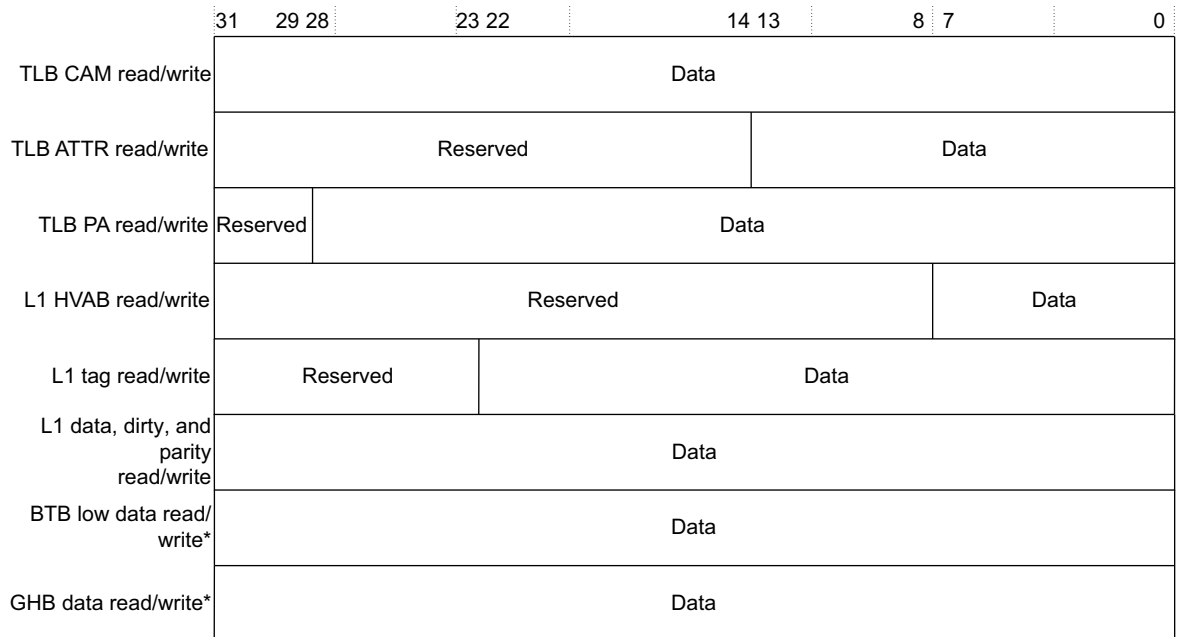 31 29 28 23 22 14 13 8 7 0
TLB CAM read/write Data
TLB ATTR read/write Reserved Data
TLB PA read/write Reserved Data
L1 HVAB read/write Reserved Data
L1 tag read/write Reserved Data
L1 data, dirty, and
parity
read/write
Data
BTB low data read/
write*
Data
GHB data read/write* Data